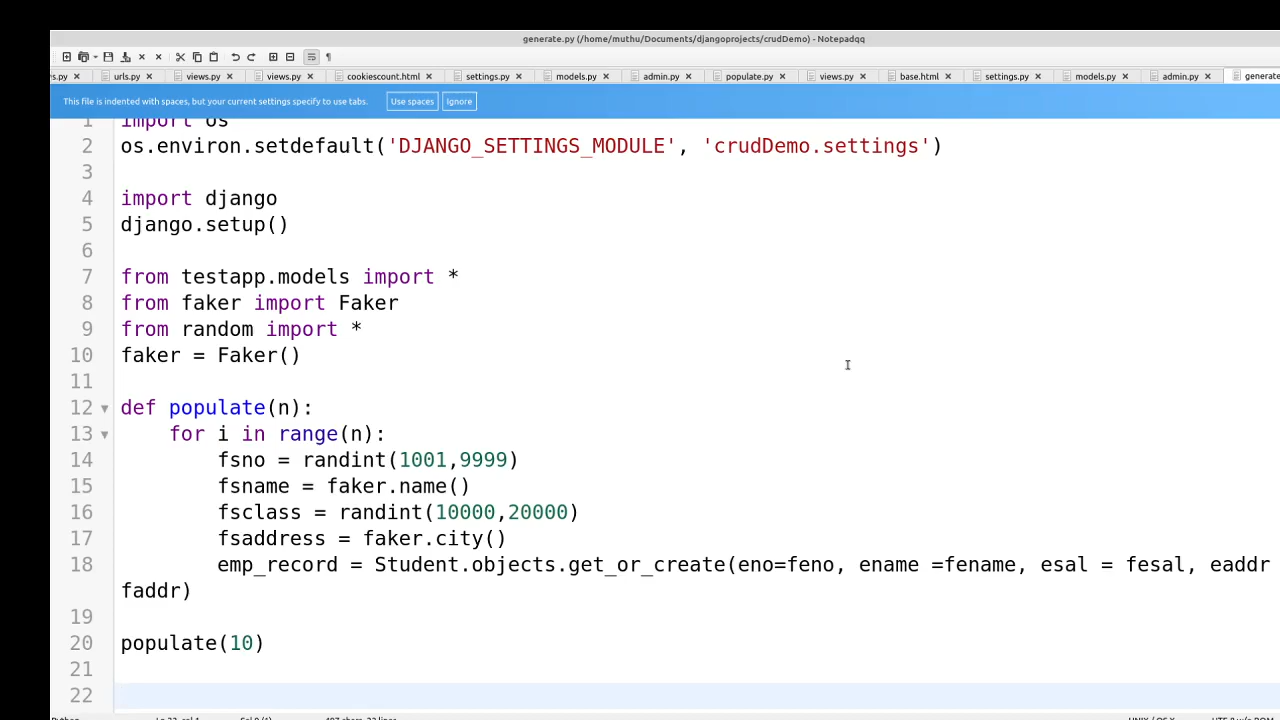 generate.py (/home/muthu/Documents/djangoprojects/crudDemo) - Notepadqq
s.py urls.py views.py views.py cookiescount.html settings.py models.py admin.py populate.py views.py base.html settings.py models.py admin.py generate
This file is indented with spaces, but your current settings specify to use tabs. Use spaces Ignore
1 import os
2 os.environ.setdefault('DJANGO_SETTINGS_MODULE', 'crudDemo.settings')
3
4 import django
5 django.setup()
6
7 from testapp.models import *
8 from faker import Faker
9 from random import *
10 faker = Faker()
11
12 def populate(n):
13 for i in range(n):
14 fsno = randint(1001,9999)
15 fsname = faker.name()
16 fsclass = randint(10000,20000)
17 fsaddress = faker.city()
18 emp_record = Student.objects.get_or_create(eno=feno, ename =fename, esal = fesal, eaddr
faddr)
19
20 populate(10)
21
22